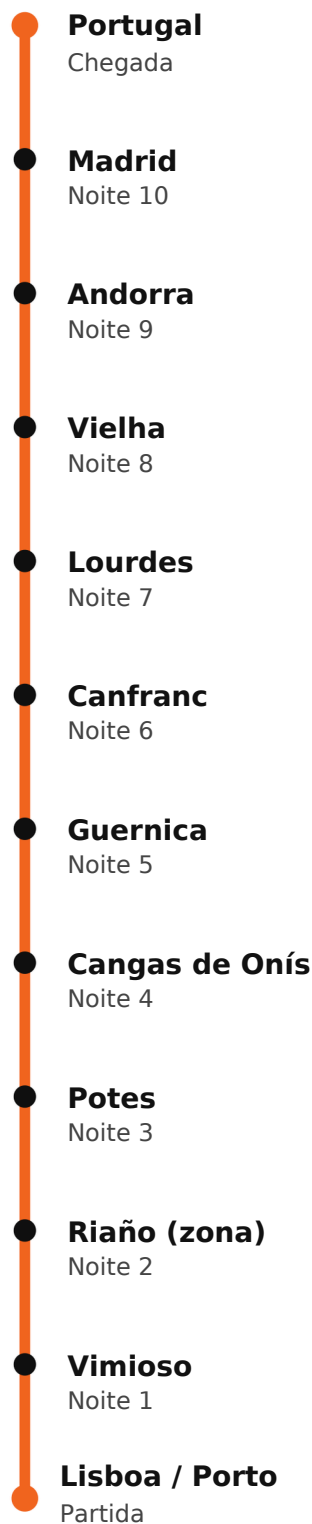 Portugal
Chegada
Madrid
Noite 10
Andorra
Noite 9
Vielha
Noite 8
Lourdes
Noite 7
Canfranc
Noite 6
Guernica
Noite 5
Cangas de Onís
Noite 4
Potes
Noite 3
Riaño (zona)
Noite 2
Vimioso
Noite 1
Lisboa / Porto
Partida